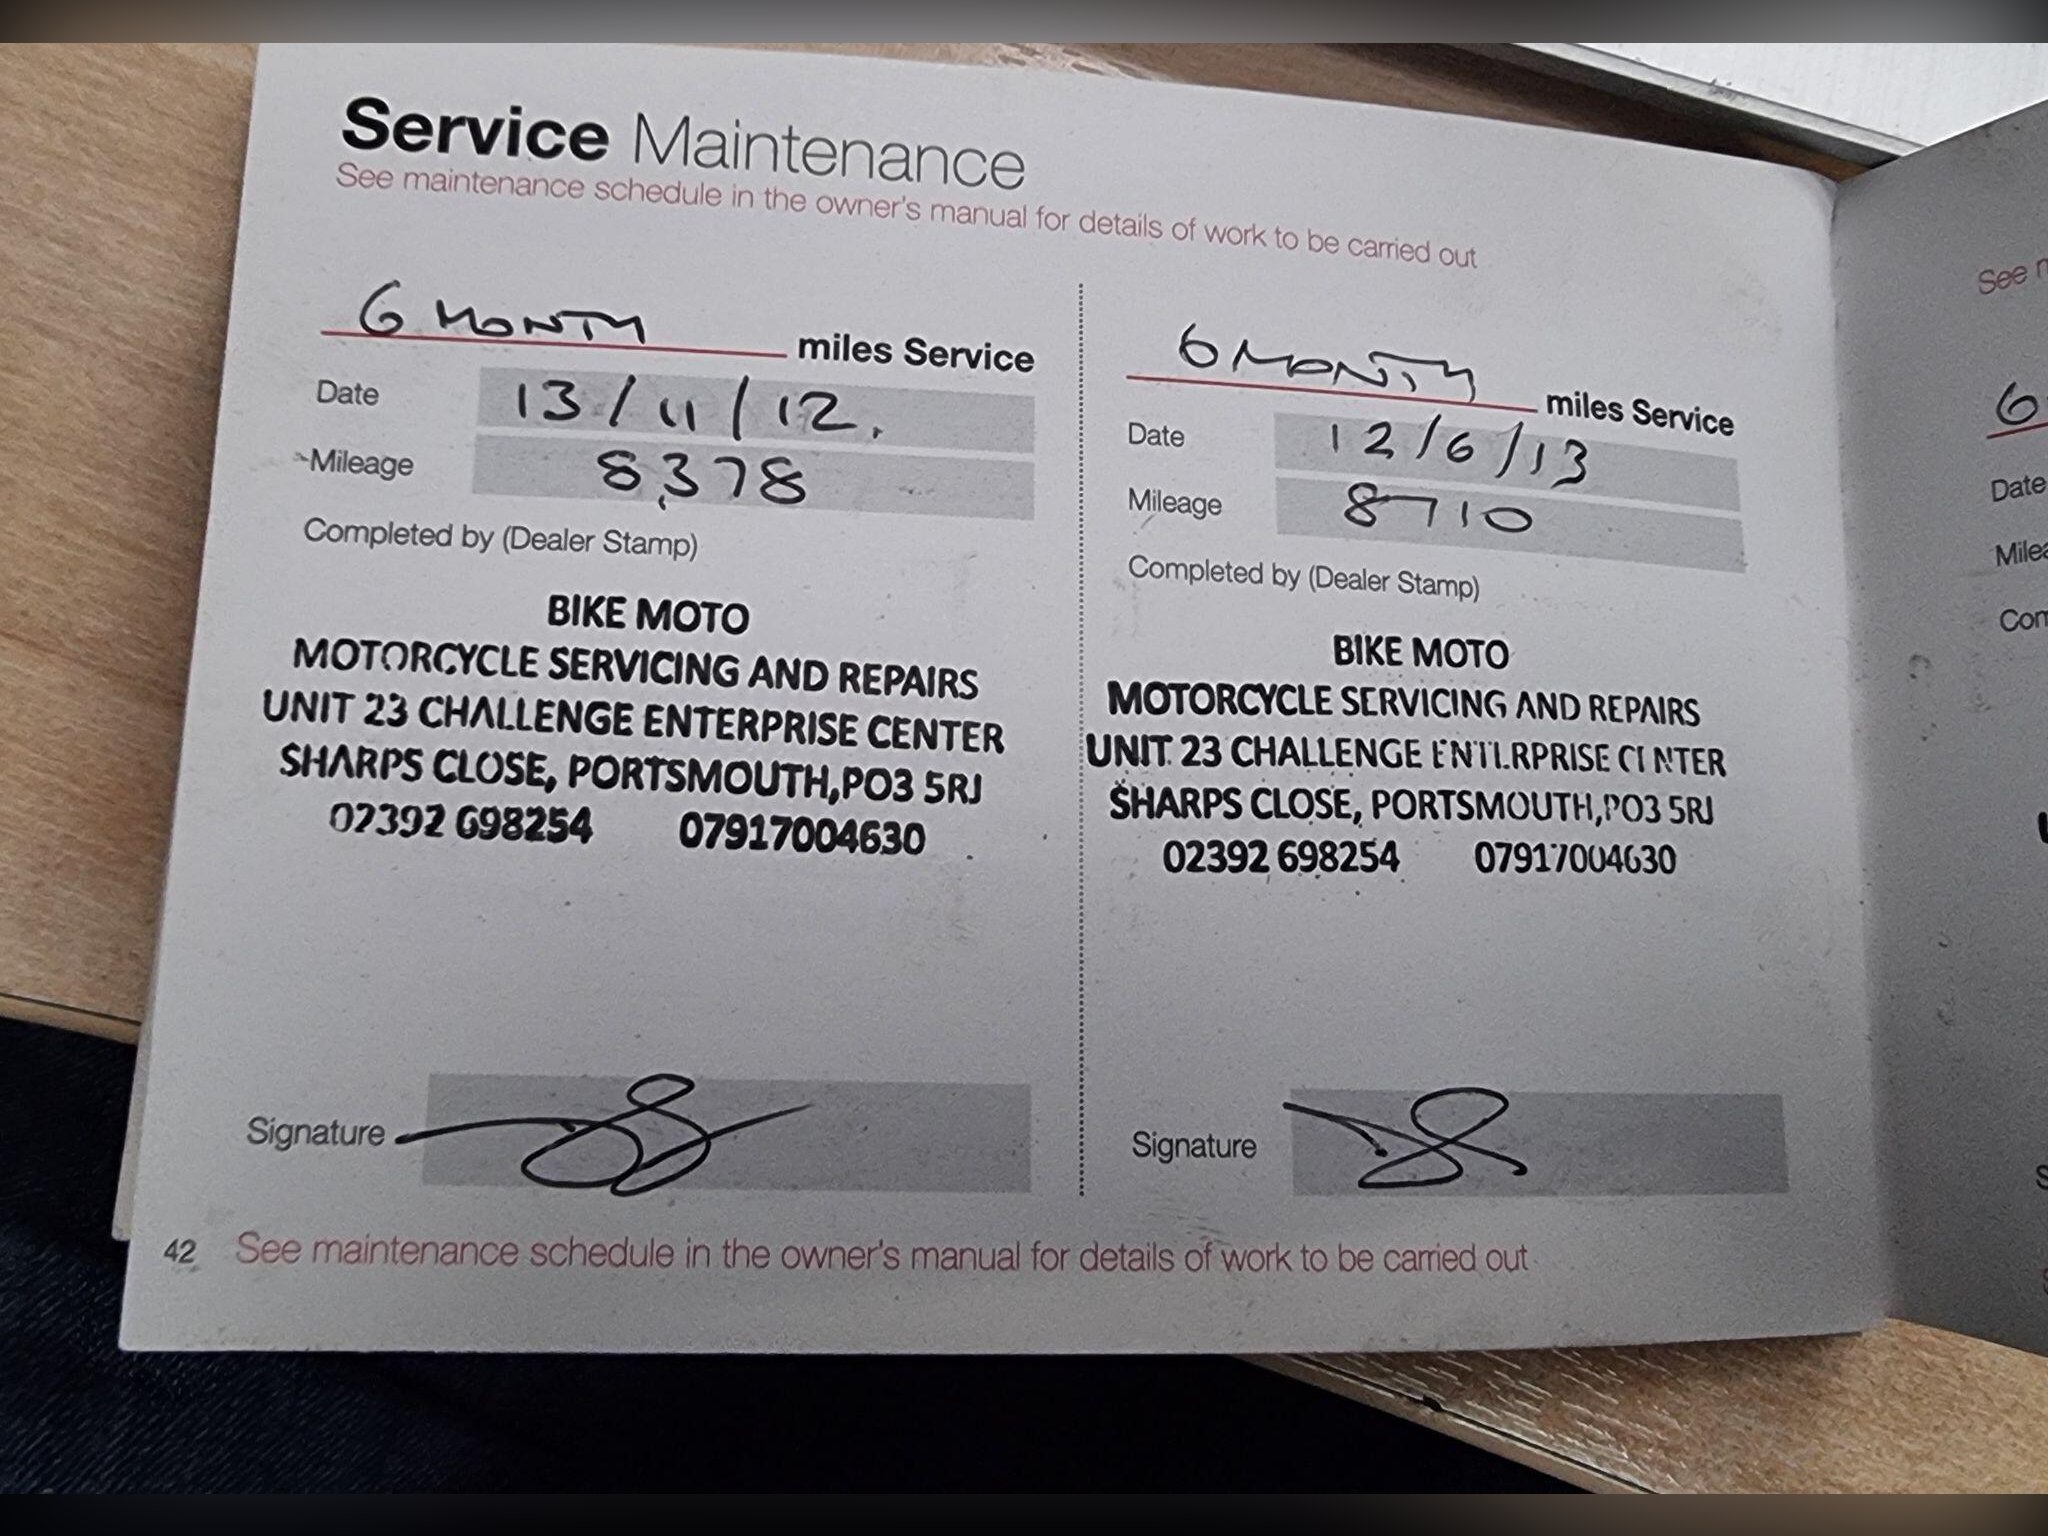 Service Maintenance
See maintenance schedule in the owner's manual for details of work to be carried out
6 MONTH miles Service
Date 13/11/12.
Mileage 8,378
Completed by (Dealer Stamp)
BIKE MOTO
MOTORCYCLE SERVICING AND REPAIRS
UNIT 23 CHALLENGE ENTERPRISE CENTER
SHARPS CLOSE, PORTSMOUTH,PO3 5RJ
02392 698254 07917004630
Signature
6 MONTH miles Service
Date 12/6/13
Mileage 8710
Completed by (Dealer Stamp)
BIKE MOTO
MOTORCYCLE SERVICING AND REPAIRS
UNIT 23 CHALLENGE ENTERPRISE CENTER
SHARPS CLOSE, PORTSMOUTH,PO3 5RJ
02392 698254 07917004630
Signature
42 See maintenance schedule in the owner's manual for details of work to be carried out
See
6
Date